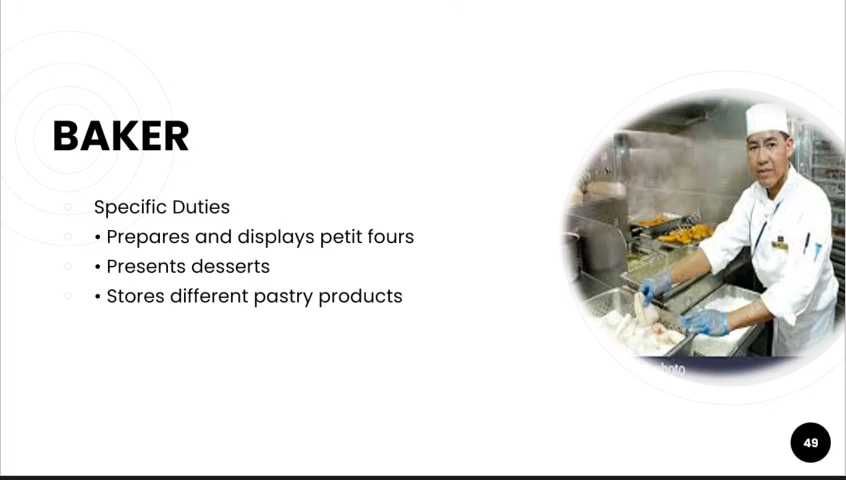 BAKER
Specific Duties
• Prepares and displays petit fours
• Presents desserts
• Stores different pastry products
49